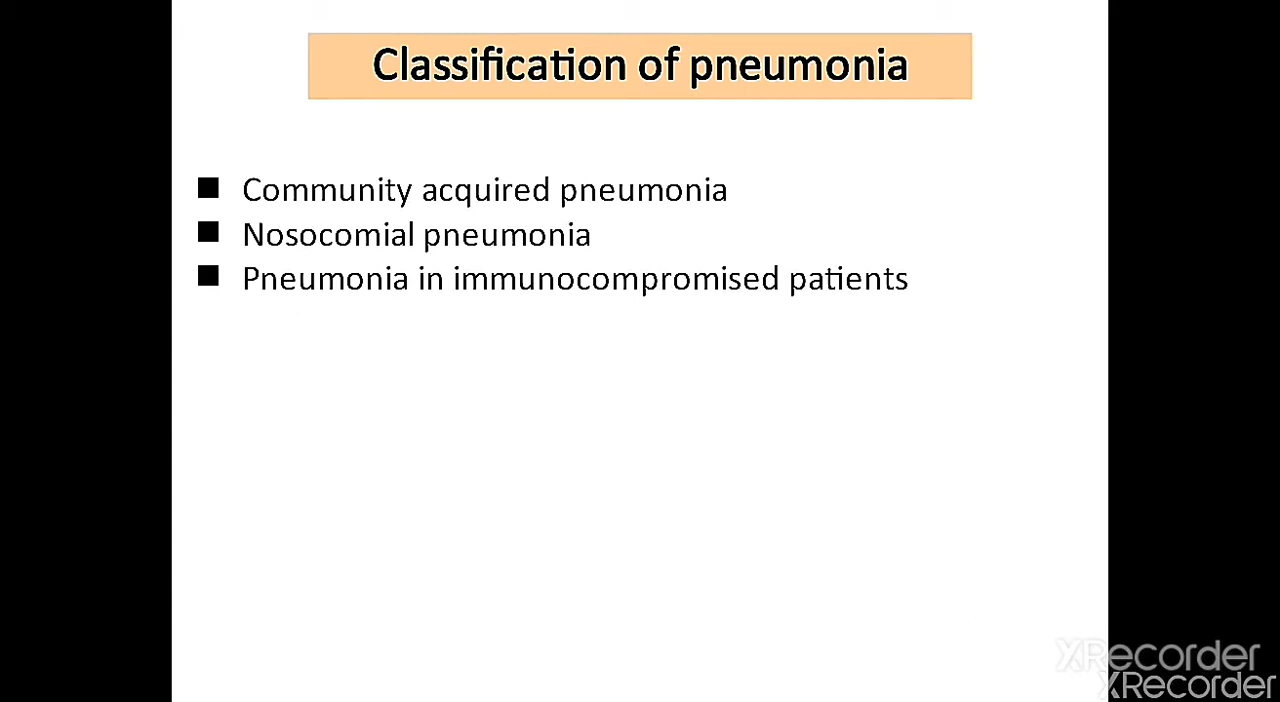 Classification of pneumonia
Community acquired pneumonia
Nosocomial pneumonia
Pneumonia in immunocompromised patients
XRecorder
XRecorder